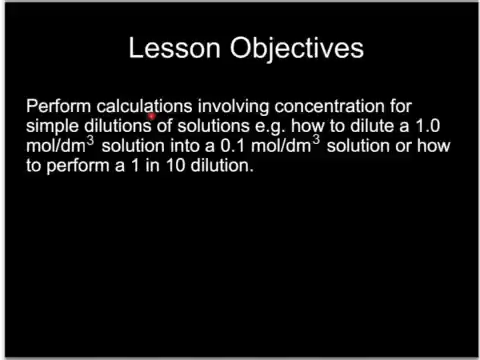 Lesson Objectives
Perform calculations involving concentration for
simple dilutions of solutions e.g. how to dilute a 1.0
mol/dm³ solution into a 0.1 mol/dm³ solution or how
to perform a 1 in 10 dilution.